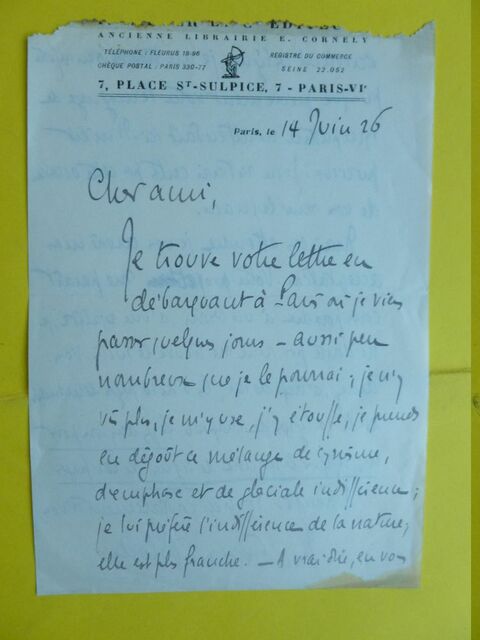 ANCIENNE LIBRAIRIE E. CORNELY
TÉLÉPHONE : FLEURUS 18-96
CHÈQUE POSTAL : PARIS 330-77
REGISTRE DU COMMERCE
SEINE 22.052
7, PLACE ST-SULPICE, 7 - PARIS-VIE
Paris, le 14 Juin 26
Cher ami,
Je trouve votre lettre en
débarquant à Paris où je viens
passer quelques jours - aussi peu
nombreux que je le pourrai ; je n'y
vis plus, je m'y use, j'y étouffe, je prends
en dégoût ce mélange de cynisme,
d'emphase et de glaciale indifférence ;
je lui préfère l'indifférence de la nature,
elle est plus franche. — A vrai dire, en vous